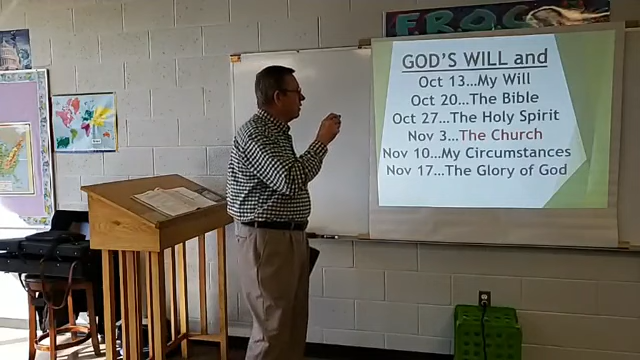 F.R.O.G.
GOD'S WILL and
Oct 13...My Will
Oct 20...The Bible
Oct 27...The Holy Spirit
Nov 3...The Church
Nov 10...My Circumstances
Nov 17...The Glory of God